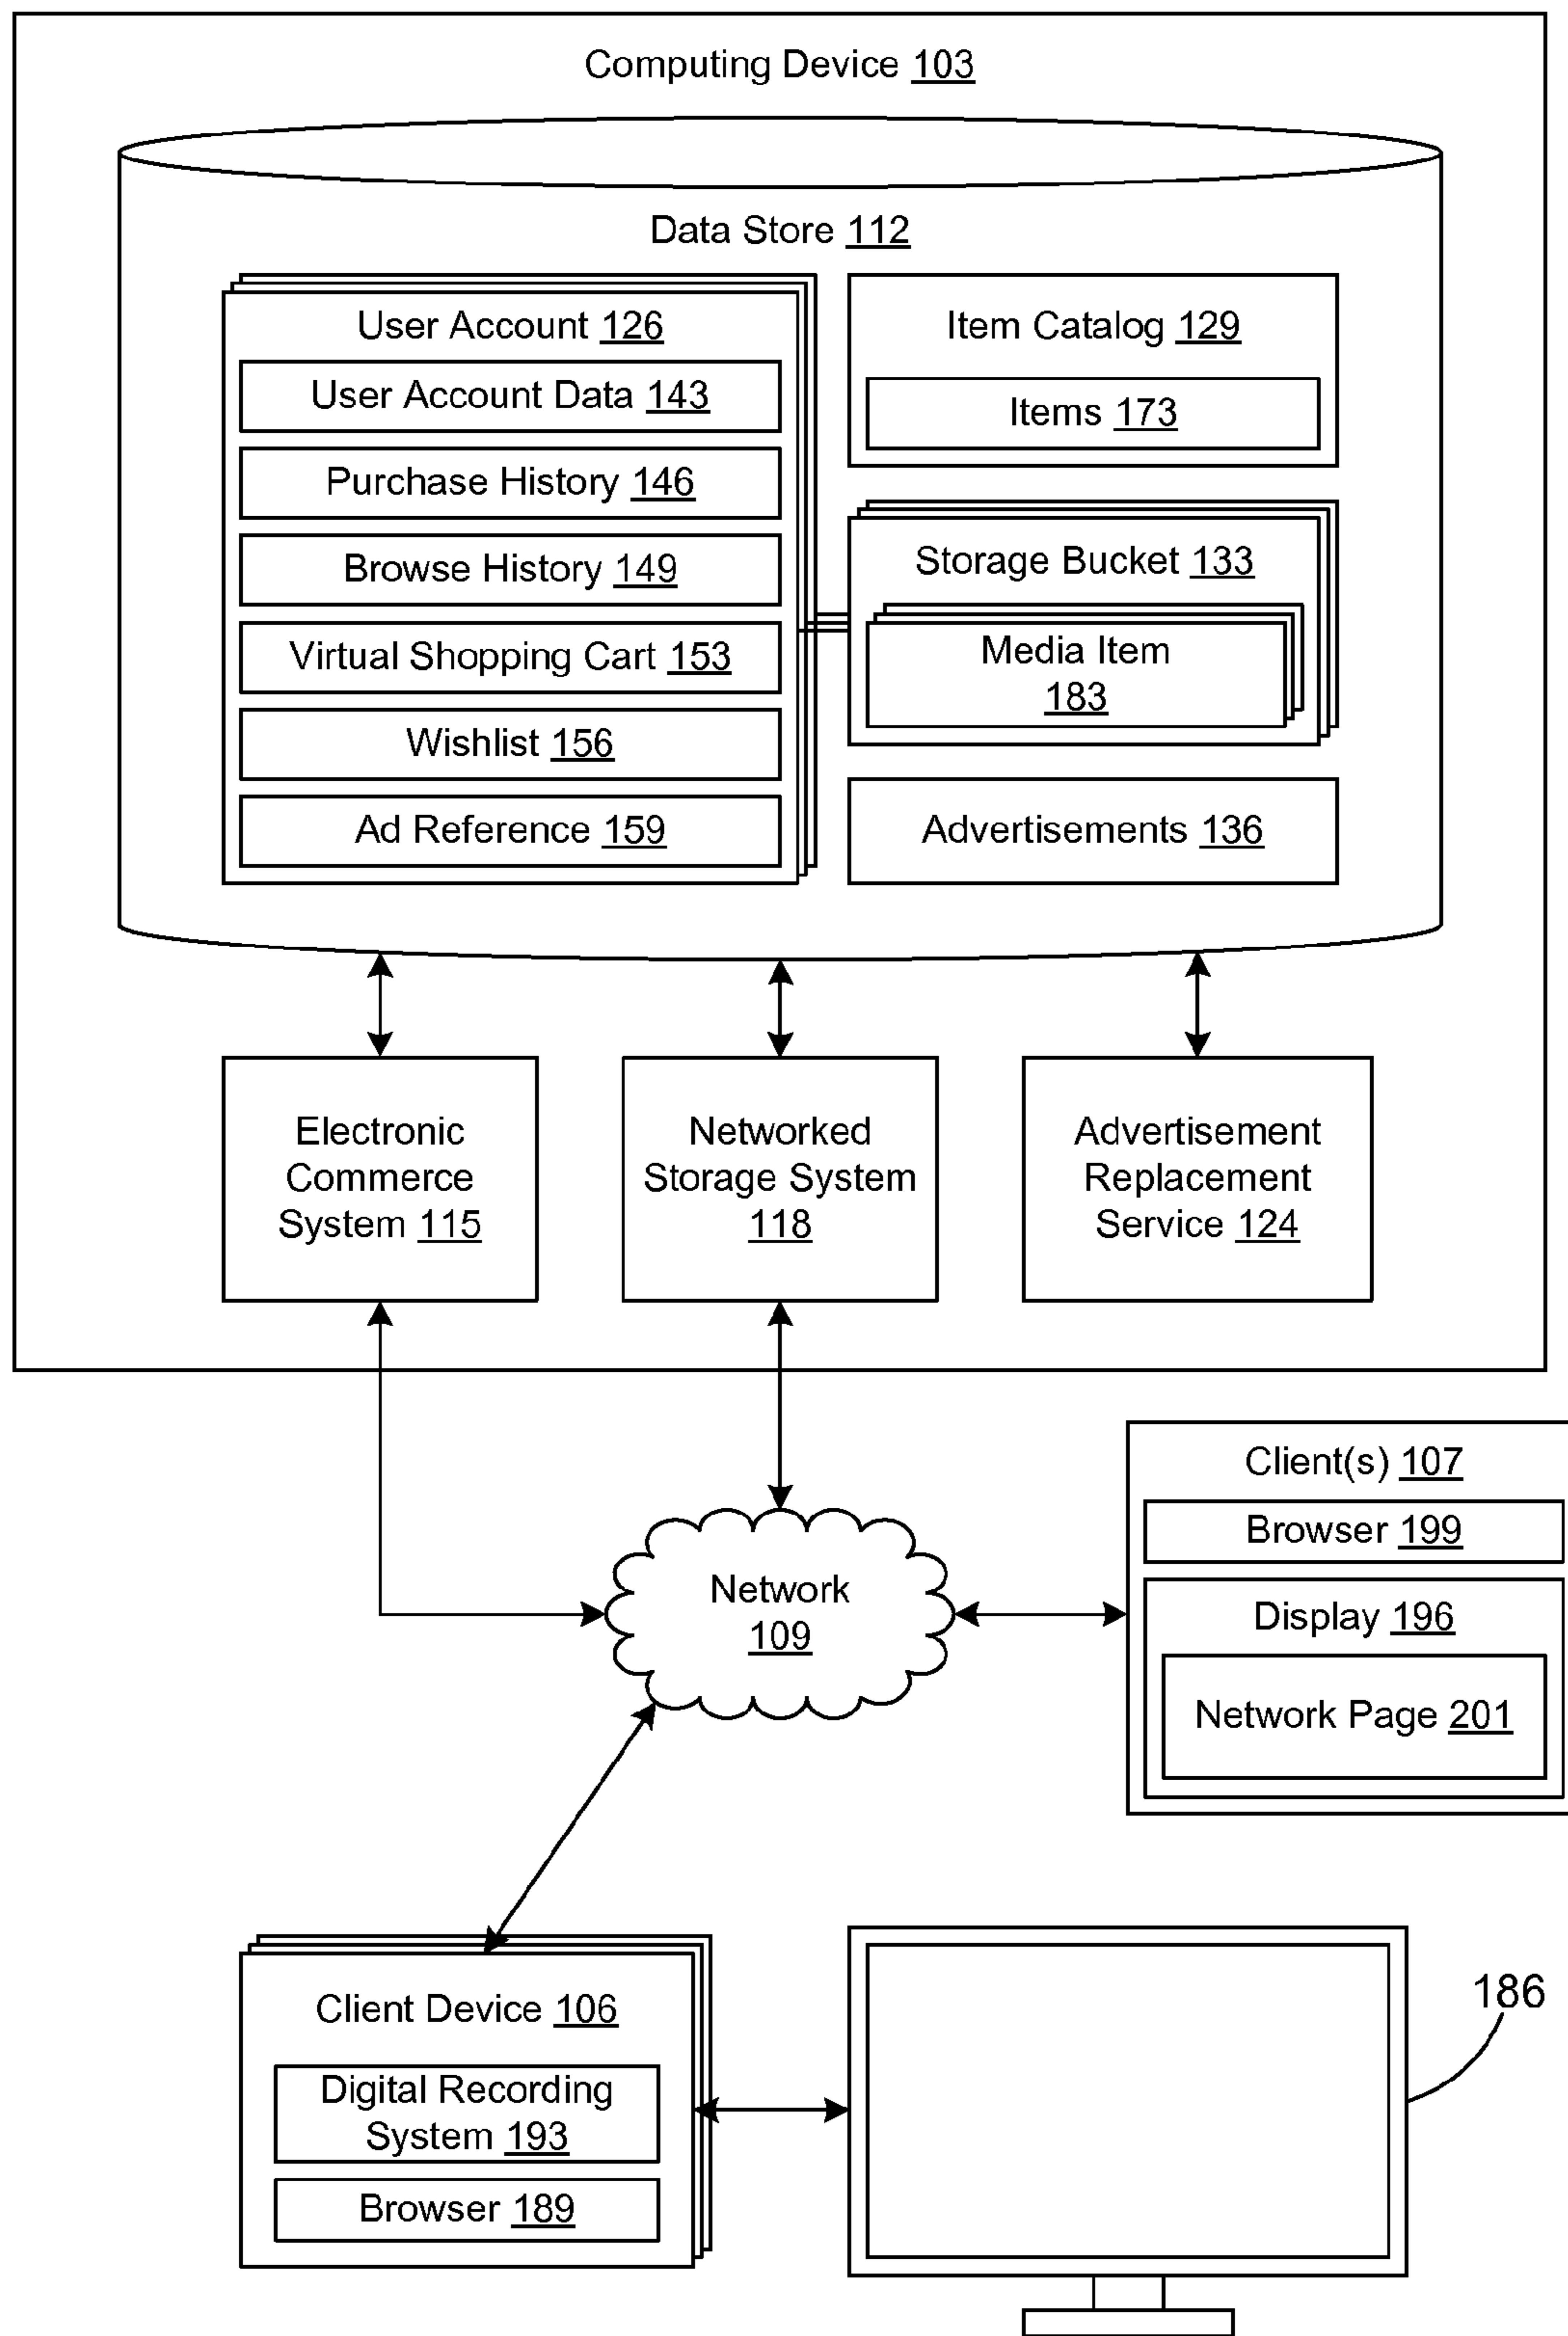 Computing Device 103
Data Store 112
User Account 126
User Account Data 143
Purchase History 146
Browse History 149
Virtual Shopping Cart 153
Wishlist 156
Ad Reference 159
Item Catalog 129
Items 173
Storage Bucket 133
Media Item
183
Advertisements 136
Electronic
Commerce
System 115
Networked
Storage System
118
Advertisement
Replacement
Service 124
Network
109
Client(s) 107
Browser 199
Display 196
Network Page 201
Client Device 106
Digital Recording
System 193
Browser 189
186